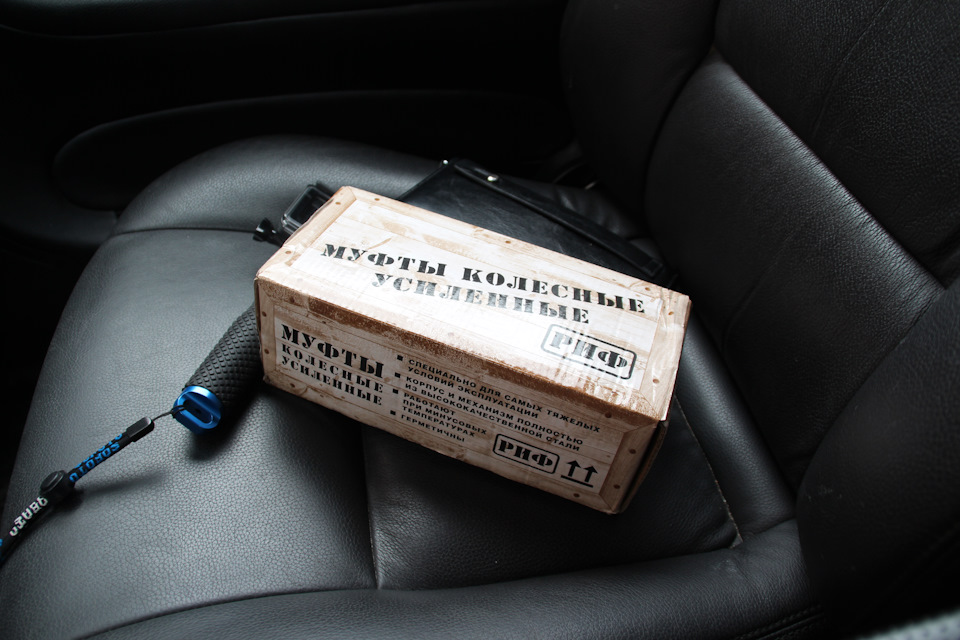 МУФТЫ КОЛЕСНЫЕ
УСИЛЕННЫЕ
РИФ
МУФТЫ
КОЛЕСНЫЕ
УСИЛЕННЫЕ
СПЕЦИАЛЬНО ДЛЯ САМЫХ ТЯЖЕЛЫХ
УСЛОВИЙ ЭКСПЛУАТАЦИИ
КОРПУС И МЕХАНИЗМ ПОЛНОСТЬЮ
ИЗ ВЫСОКОКАЧЕСТВЕННОЙ СТАЛИ
РАБОТАЮТ
ПРИ МИНУСОВЫХ
ТЕМПЕРАТУРАХ
ГЕРМЕТИЧНЫ
РИФ